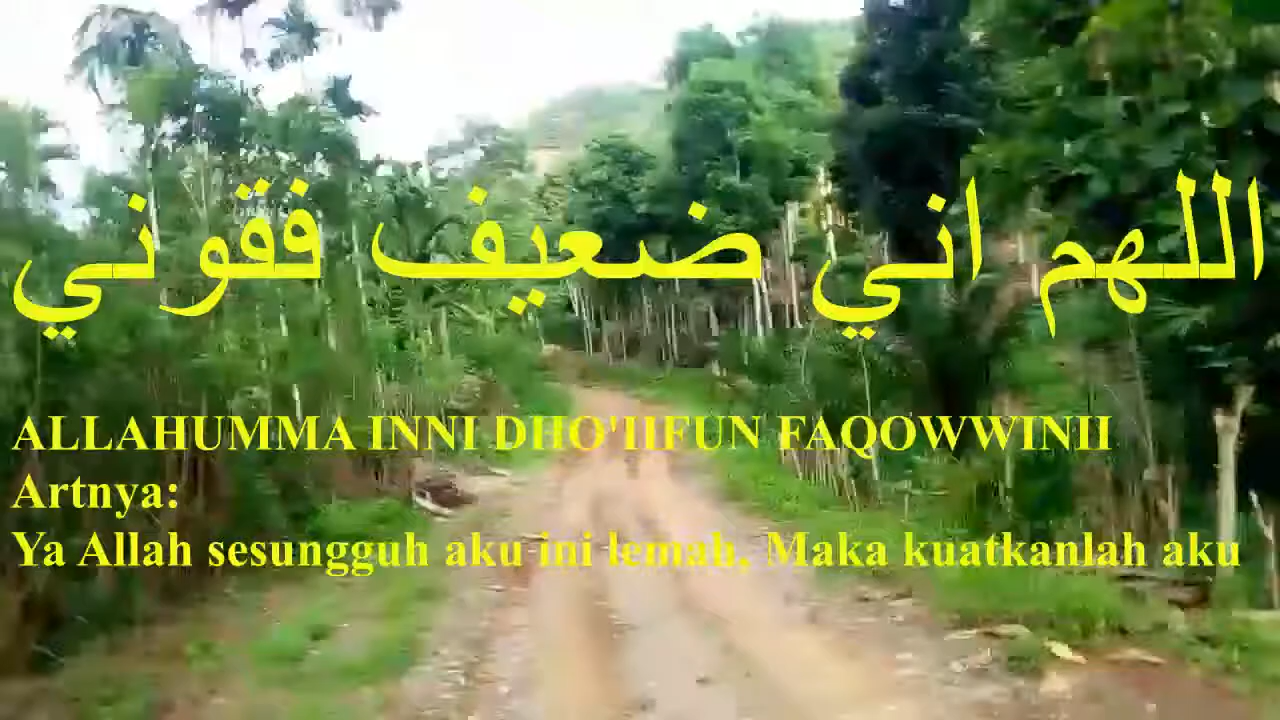 اللهم اني ضعيف فقوني
ALLAHUMMA INNI DHO'IIFUN FAQOWWINII
Artnya:
Ya Allah sesungguh aku ini lemah, Maka kuatkanlah aku